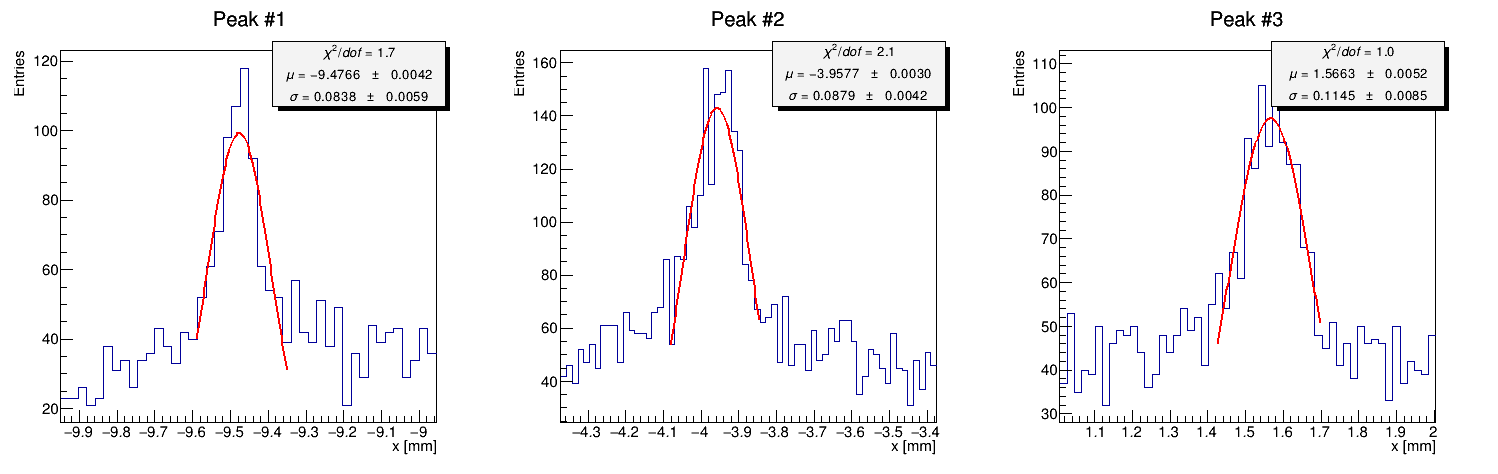 Peak #1
Entries
χ²/dof = 1.7
μ = −9.4766 ± 0.0042
σ = 0.0838 ± 0.0059
120
100
80
60
40
20
−9.9 −9.8 −9.7 −9.6 −9.5 −9.4 −9.3 −9.2 −9.1 −9
x [mm]
Peak #2
Entries
χ²/dof = 2.1
μ = −3.9577 ± 0.0030
σ = 0.0879 ± 0.0042
160
140
120
100
80
60
40
−4.3 −4.2 −4.1 −4 −3.9 −3.8 −3.7 −3.6 −3.5 −3.4
x [mm]
Peak #3
Entries
χ²/dof = 1.0
μ = 1.5663 ± 0.0052
σ = 0.1145 ± 0.0085
110
100
90
80
70
60
50
40
30
1.1 1.2 1.3 1.4 1.5 1.6 1.7 1.8 1.9 2
x [mm]